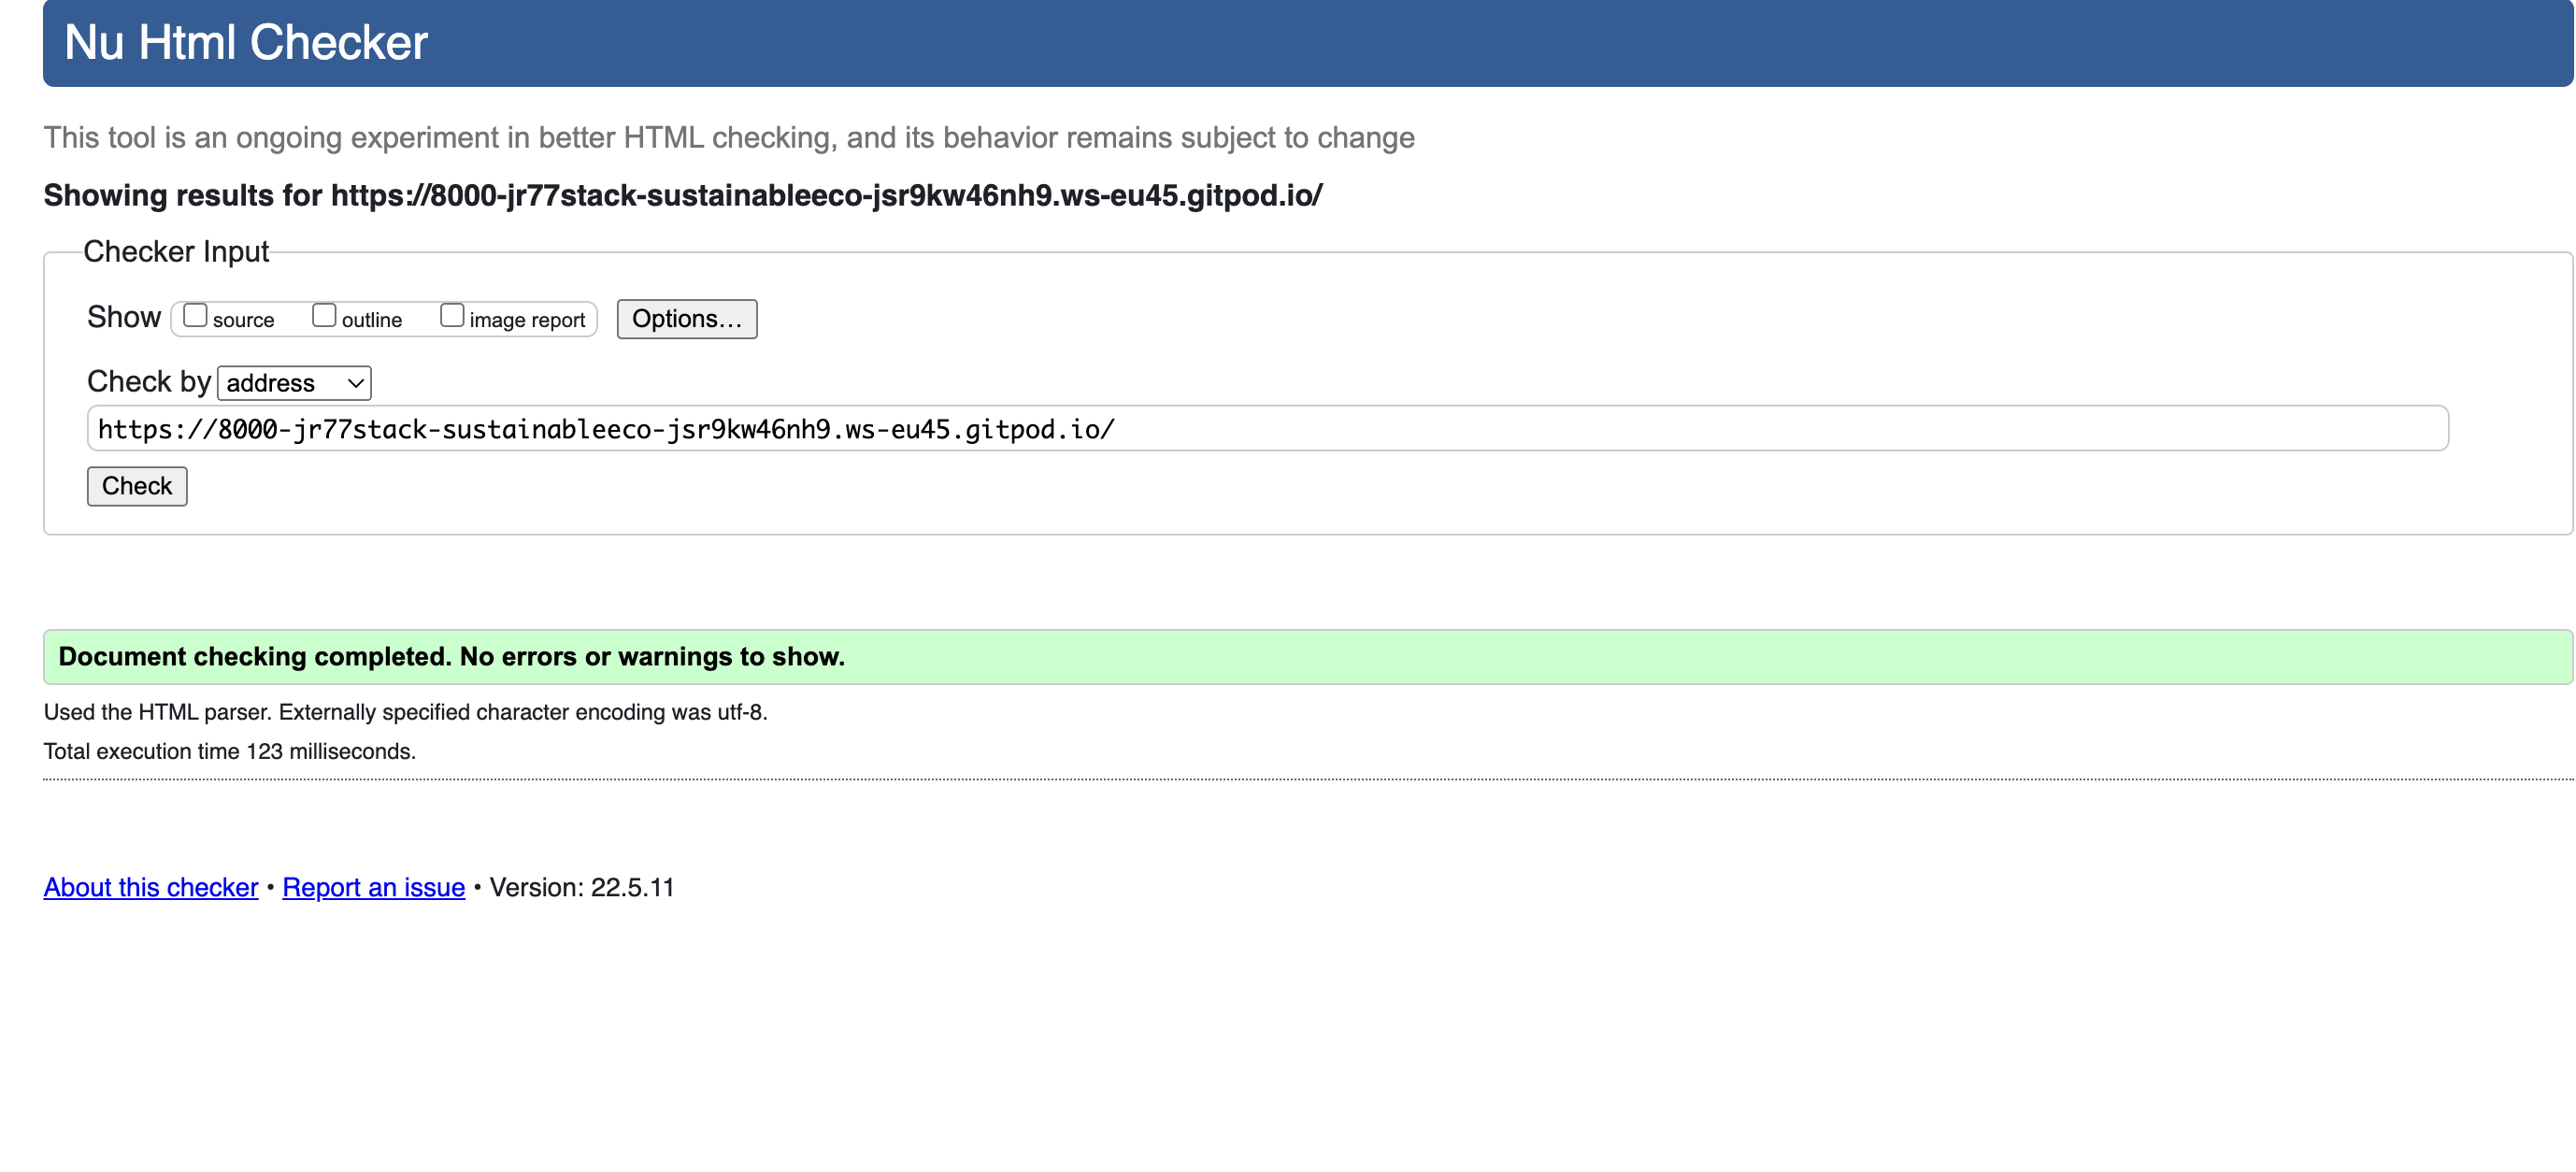 Nu Html Checker
This tool is an ongoing experiment in better HTML checking, and its behavior remains subject to change
Showing results for https://8000-jr77stack-sustainableeco-jsr9kw46nh9.ws-eu45.gitpod.io/
Checker Input
Show source outline image report Options...
Check by address
https://8000-jr77stack-sustainableeco-jsr9kw46nh9.ws-eu45.gitpod.io/
Check
Document checking completed. No errors or warnings to show.
Used the HTML parser. Externally specified character encoding was utf-8.
Total execution time 123 milliseconds.
About this checker • Report an issue • Version: 22.5.11